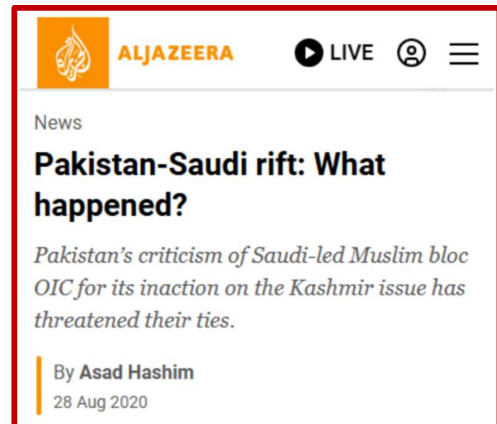 ALJAZEERA LIVE
News
Pakistan-Saudi rift: What
happened?
Pakistan's criticism of Saudi-led Muslim bloc
OIC for its inaction on the Kashmir issue has
threatened their ties.
By Asad Hashim
28 Aug 2020